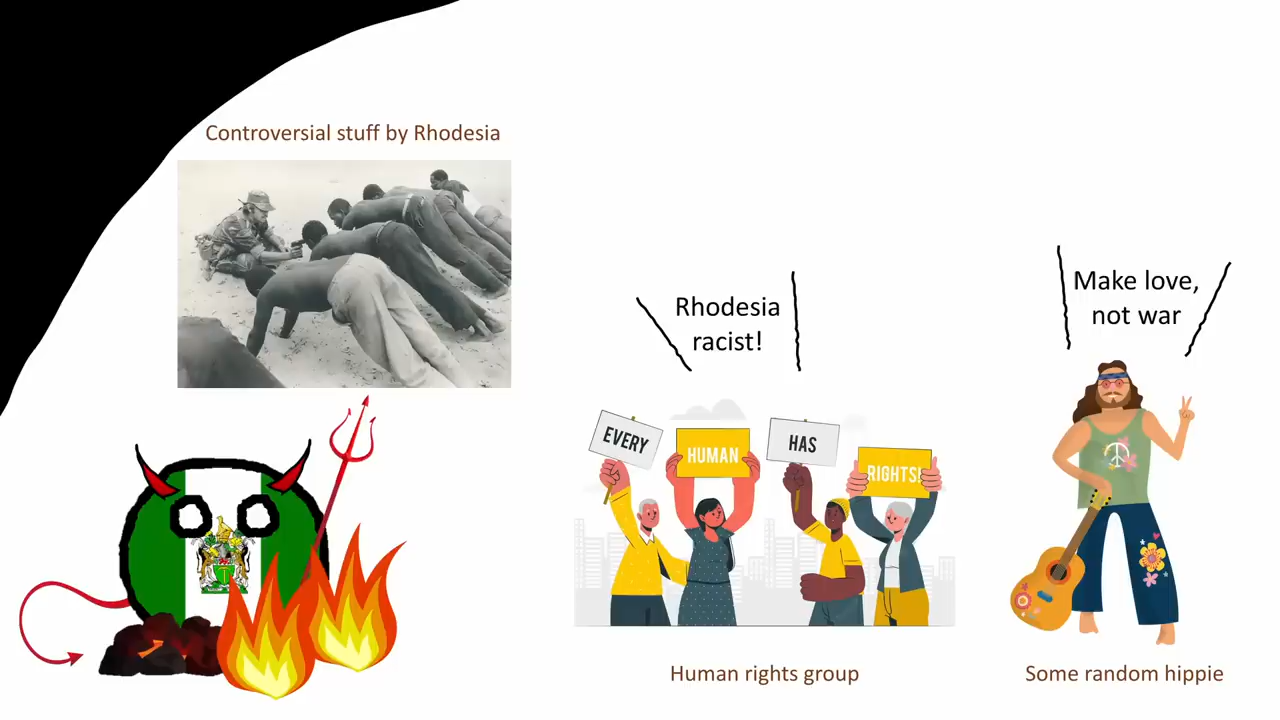 Controversial stuff by Rhodesia
Rhodesia
racist!
Make love,
not war
EVERY
HUMAN
HAS
RIGHTS!
Human rights group
Some random hippie